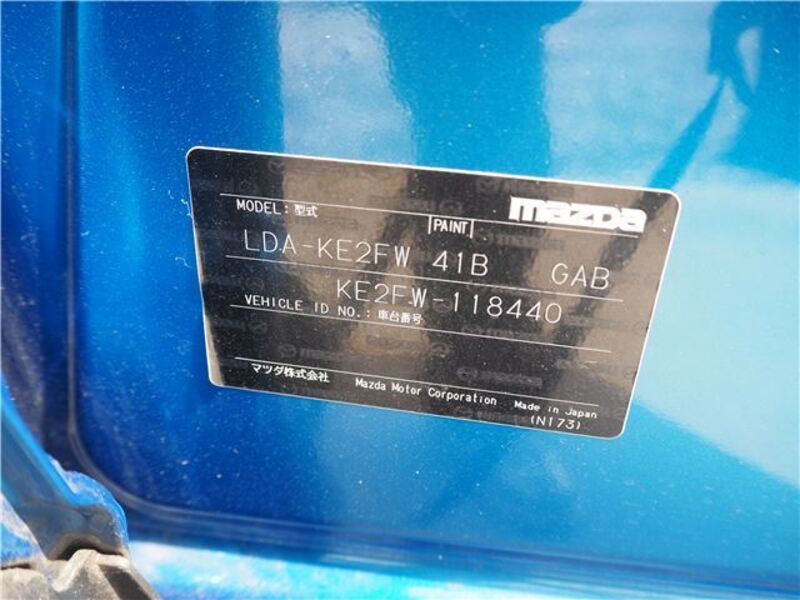 mazda
MODEL: 型式 PAINT
LDA-KE2FW 41B GAB
KE2FW-118440
VEHICLE ID NO.: 車台番号
マツダ株式会社 Mazda Motor Corporation Made in Japan
(N173)